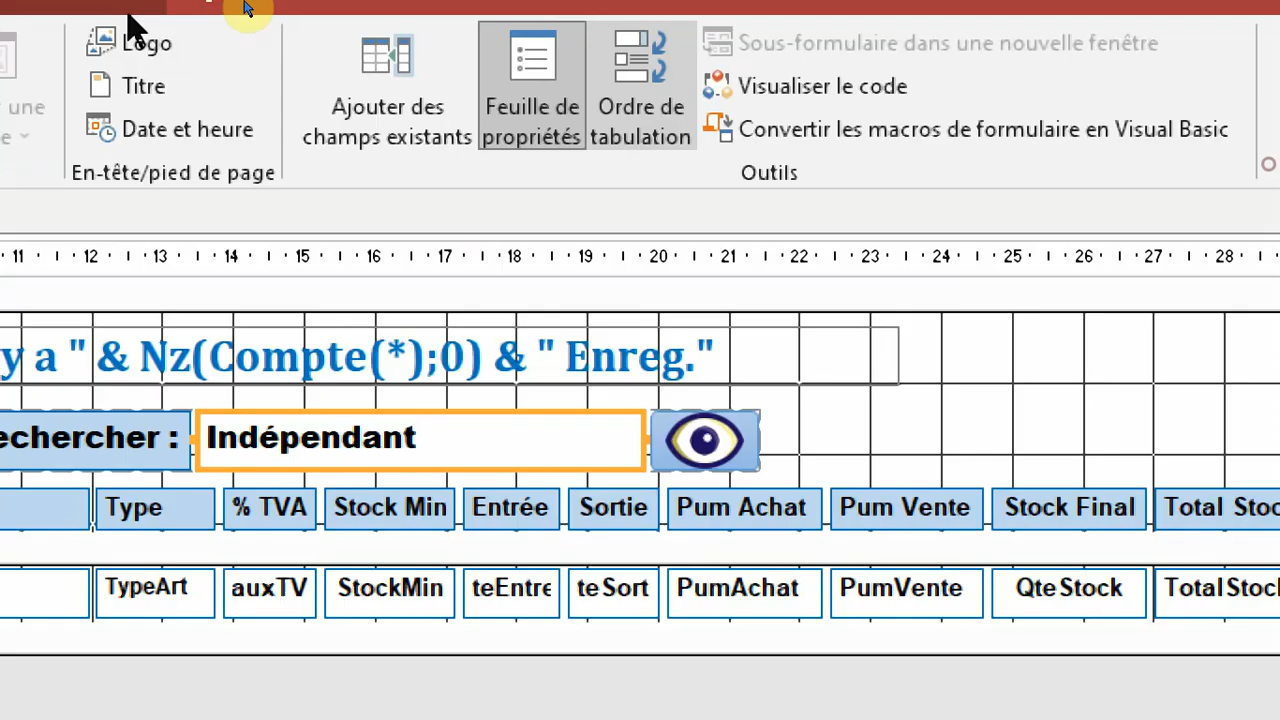 Logo
Titre
Date et heure
r une
e
En-tête/pied de page
Ajouter des
champs existants
Feuille de
propriétés
Ordre de
tabulation
Sous-formulaire dans une nouvelle fenêtre
Visualiser le code
Convertir les macros de formulaire en Visual Basic
Outils
11 12 13 14 15 16 17 18 19 20 21 22 23 24 25 26 27 28
y a " & Nz(Compte(*);0) & " Enreg."
echercher : Indépendant
Type % TVA Stock Min Entrée Sortie Pum Achat Pum Vente Stock Final Total Stoc
TypeArt auxTV StockMin teEntre teSort PumAchat PumVente QteStock TotalStoc